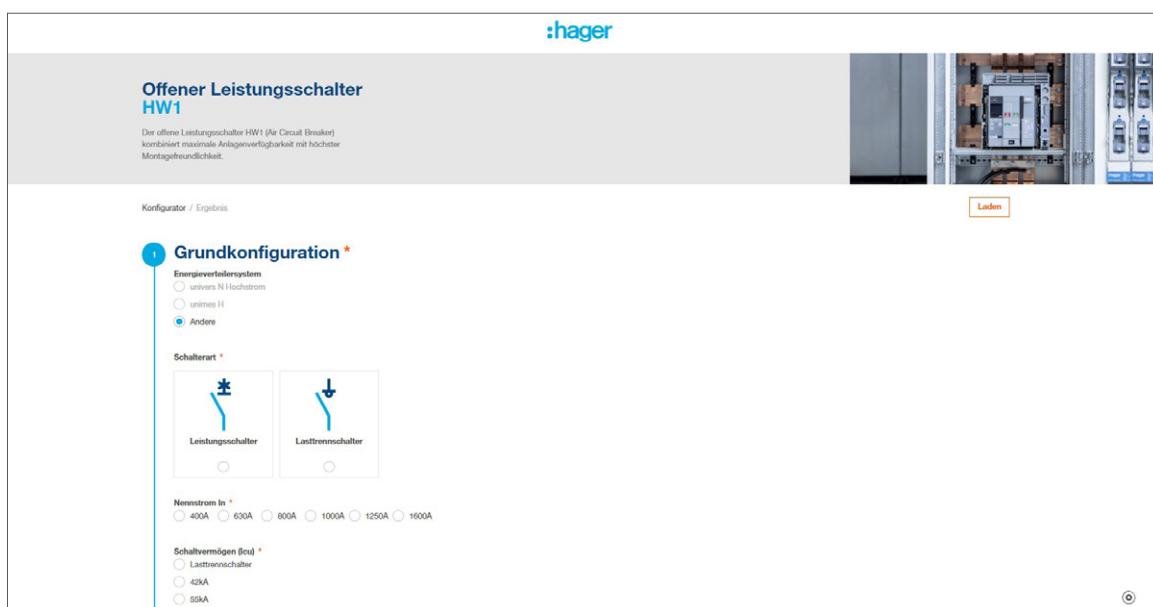 :hager
Offener Leistungsschalter
HW1
Der offene Leistungsschalter HW1 (Air Circuit Breaker)
kombiniert maximale Anlagenverfügbarkeit mit höchster
Montagefreundlichkeit.
Konfigurator / Ergebnis
Laden
1
Grundkonfiguration *
Energieverteilersystem
univers N Hochstrom
unimes H
Andere
Schalterart *
Leistungsschalter
Lasttrennschalter
Nennstrom In *
400A 630A 800A 1000A 1250A 1600A
Schaltvermögen (Icu) *
Lasttrennschalter
42kA
55kA